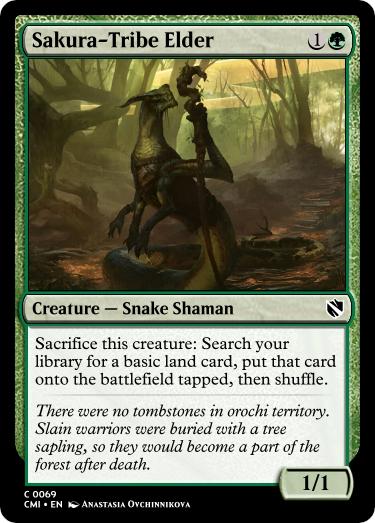 Sakura-Tribe Elder 1
Creature — Snake Shaman
Sacrifice this creature: Search your
library for a basic land card, put that card
onto the battlefield tapped, then shuffle.
There were no tombstones in orochi territory.
Slain warriors were buried with a tree
sapling, so they would become a part of the
forest after death.
1/1
C 0069
CMI • EN Anastasia Ovchinnikova